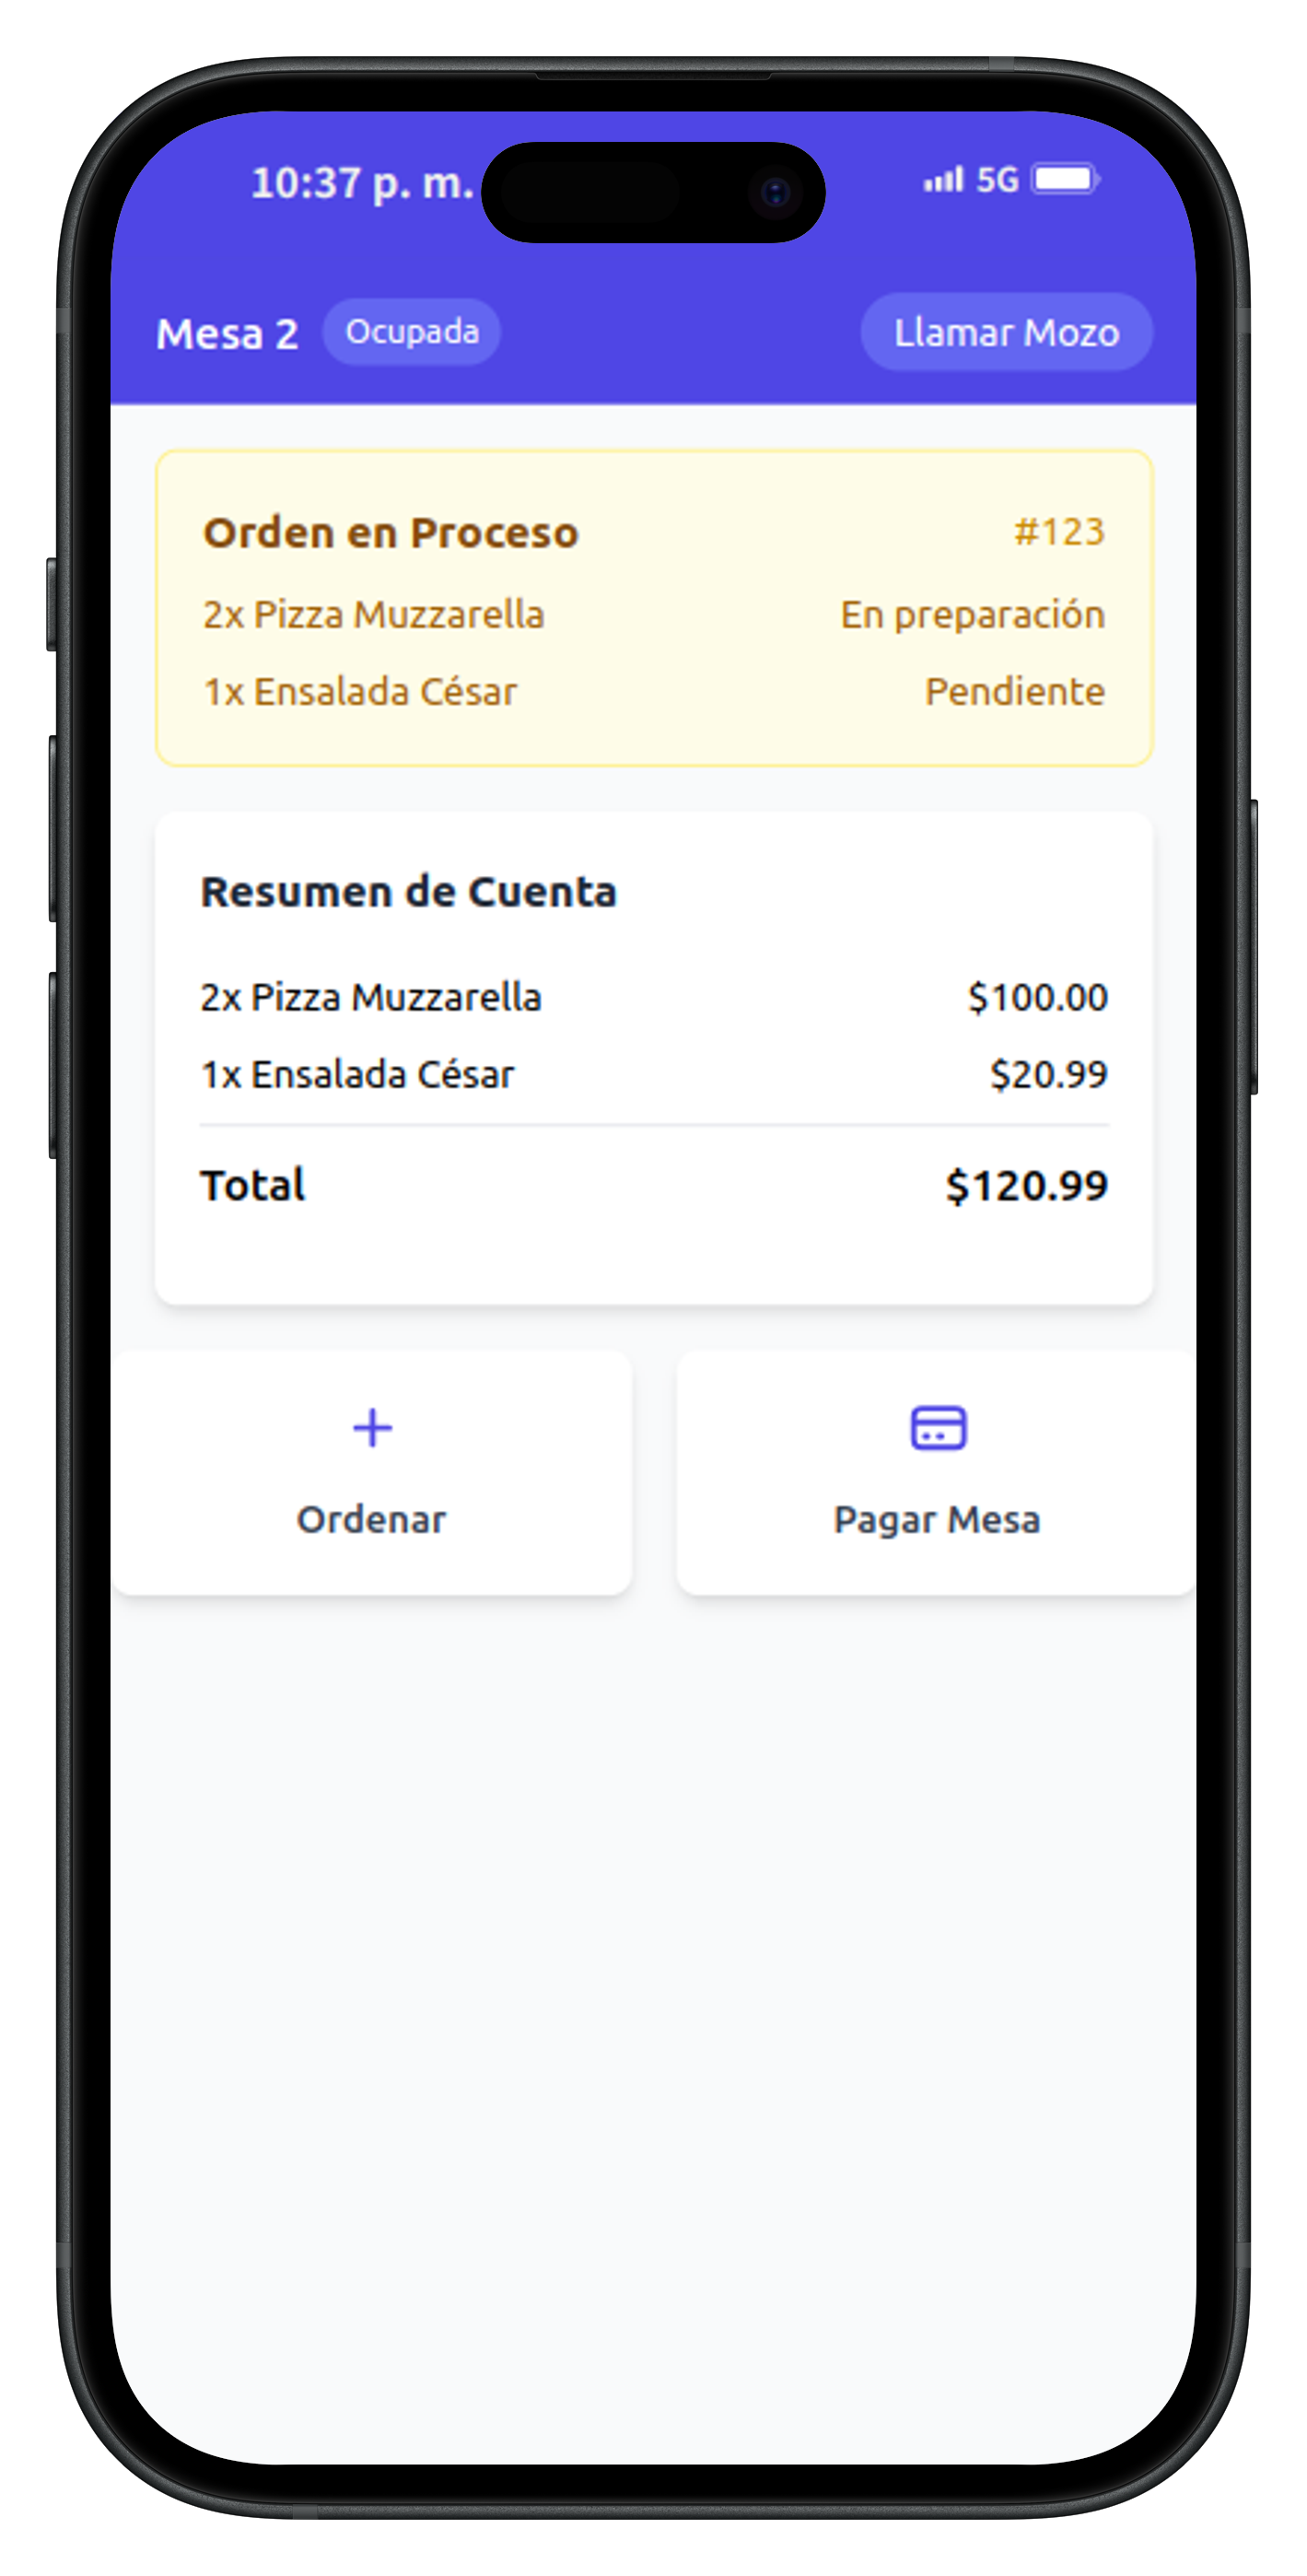 10:37 p. m. 5G
Mesa 2 Ocupada Llamar Mozo
Orden en Proceso #123
2x Pizza Muzzarella En preparación
1x Ensalada César Pendiente
Resumen de Cuenta
2x Pizza Muzzarella $100.00
1x Ensalada César $20.99
Total $120.99
Ordenar Pagar Mesa